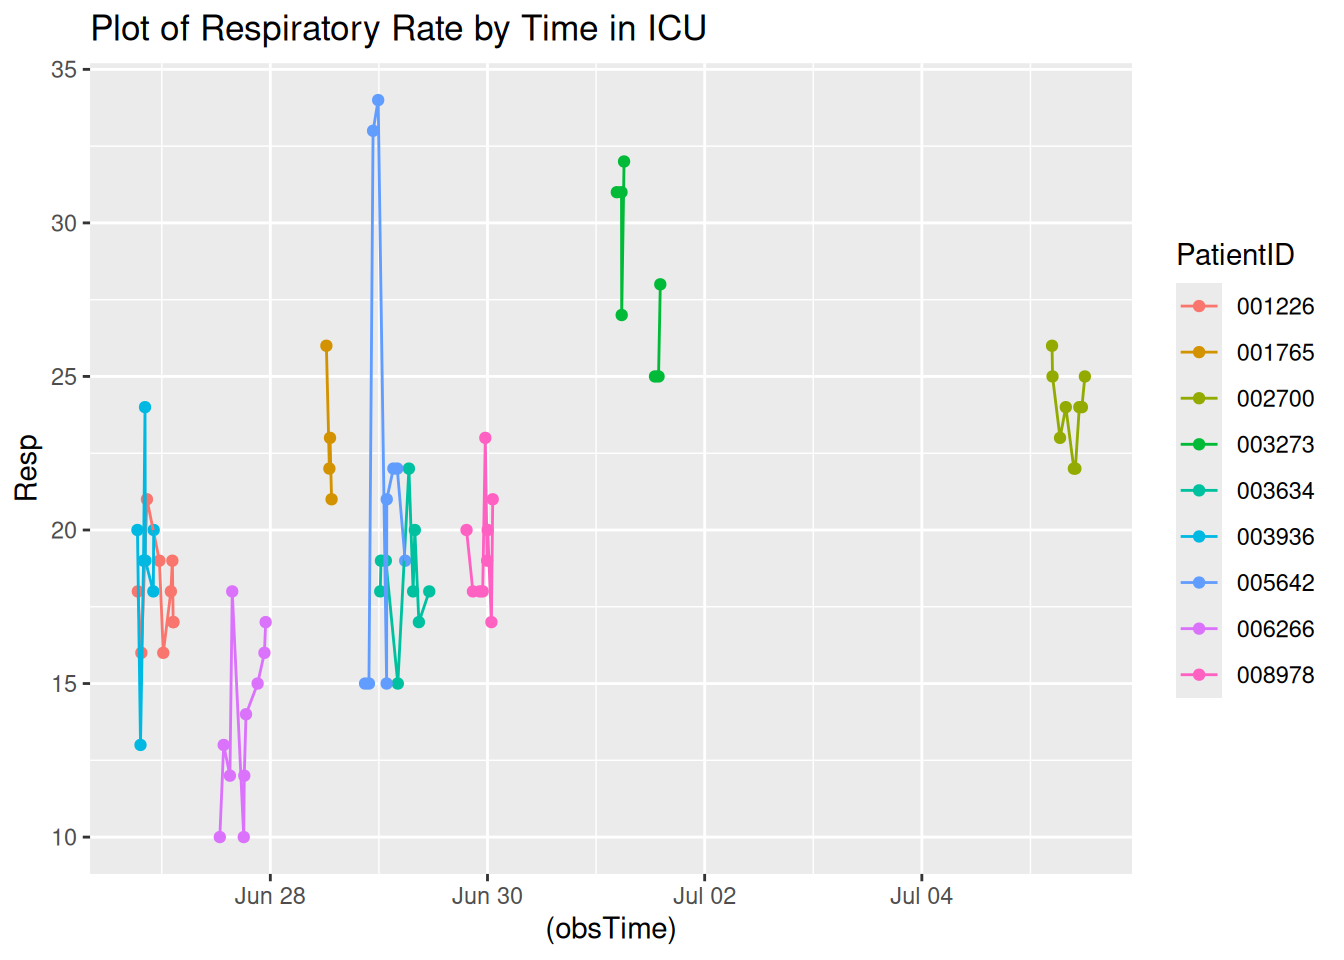 Plot of Respiratory Rate by Time in ICU
35
30
25
20
15
10
Resp
Jun 28
Jun 30
Jul 02
Jul 04
(obsTime)
PatientID
001226
001765
002700
003273
003634
003936
005642
006266
008978